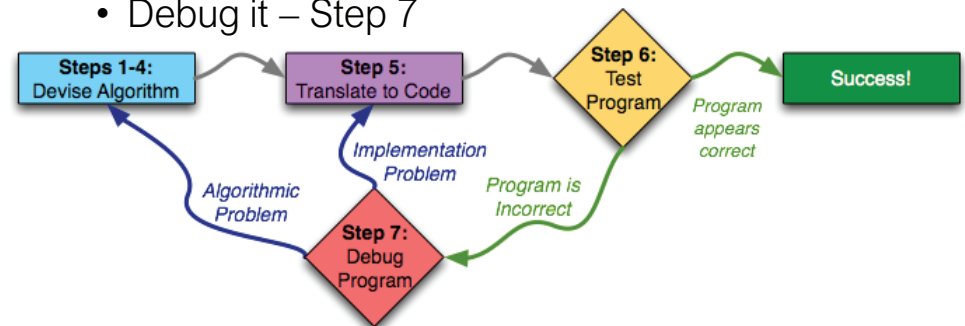 • Debug it – Step 7
Steps 1-4:
Devise Algorithm
Step 5:
Translate to Code
Step 6:
Test
Program
Success!
Program
appears
correct
Implementation
Problem
Algorithmic
Problem
Program is
Incorrect
Step 7:
Debug
Program